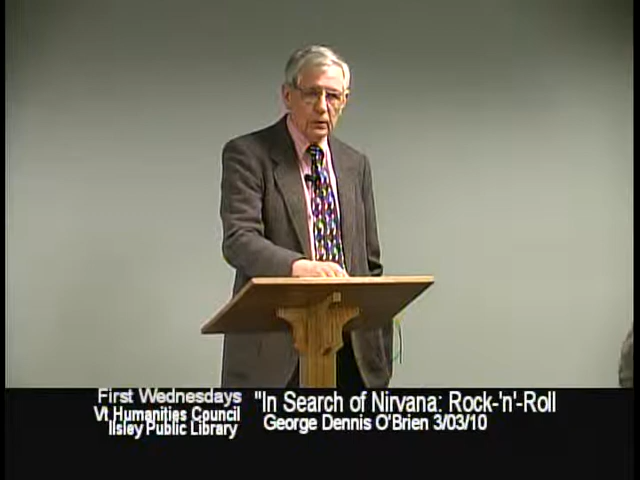 First Wednesdays
Vt Humanities Council
Ilsley Public Library
"In Search of Nirvana: Rock-'n'-Roll
George Dennis O'Brien 3/03/10